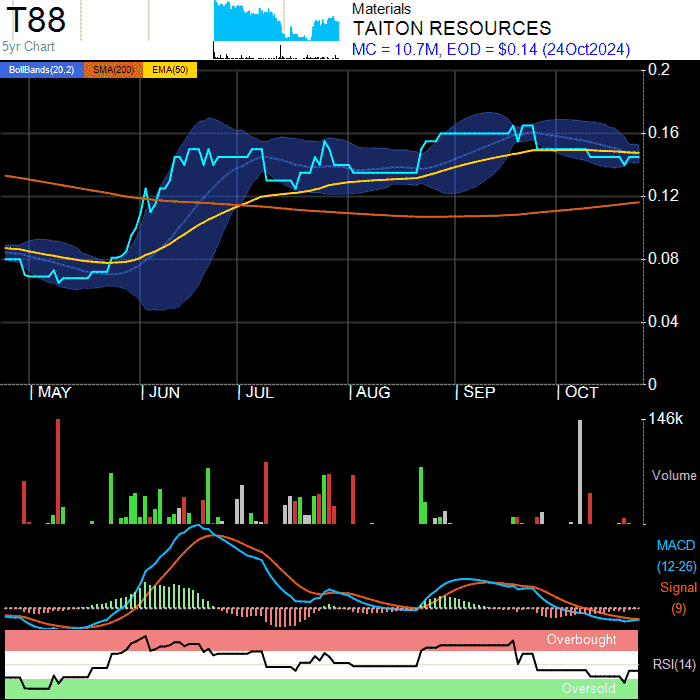 T88
5yr Chart
Materials
TAITON RESOURCES
MC = 10.7M, EOD = $0.14 (24Oct2024)
BollBands(20,2) SMA(200) EMA(50)
0.2
0.16
0.12
0.08
0.04
0
MAY JUN JUL AUG SEP OCT
146k
Volume
MACD
(12-26)
Signal
(9)
Overbought
RSI(14)
Oversold